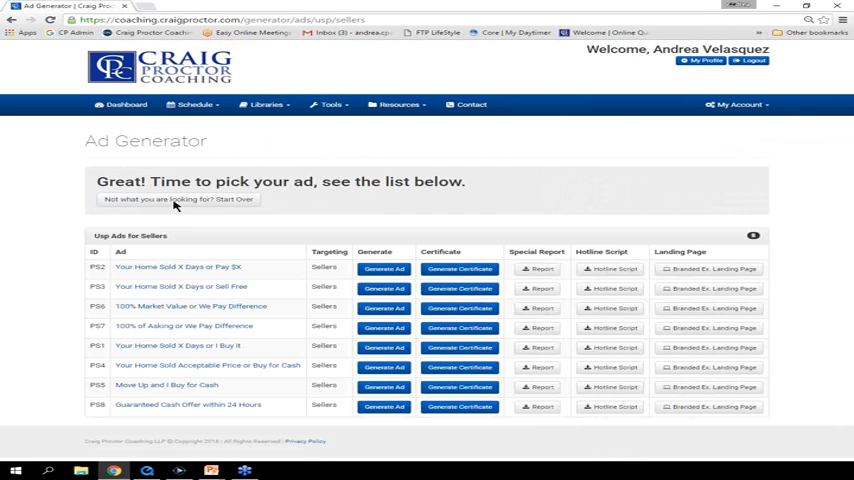 Ad Generator | Craig Proctor
https://coaching.craigproctor.com/generator/ads/usp/sellers
Apps CP Admin Craig Proctor Coaching Easy Online Meeting Inbox (3) - andrea.cp FTP LifeStyle Core | My Daytimer Welcome | Online Qu Other bookmarks
CRAIG
PROCTOR
COACHING
Welcome, Andrea Velasquez
My Profile Logout
Dashboard Schedule Libraries Tools Resources Contact My Account
Ad Generator
Great! Time to pick your ad, see the list below.
Not what you are looking for? Start Over
Usp Ads for Sellers 8
ID Ad Targeting Generate Certificate Special Report Hotline Script Landing Page
PS2 Your Home Sold X Days or Pay $X Sellers Generate Ad Generate Certificate Report Hotline Script Branded Ex. Landing Page
PS3 Your Home Sold X Days or Sell Free Sellers Generate Ad Generate Certificate Report Hotline Script Branded Ex. Landing Page
PS6 100% Market Value or We Pay Difference Sellers Generate Ad Generate Certificate Report Hotline Script Branded Ex. Landing Page
PS7 100% of Asking or We Pay Difference Sellers Generate Ad Generate Certificate Report Hotline Script Branded Ex. Landing Page
PS1 Your Home Sold X Days or I Buy It Sellers Generate Ad Generate Certificate Report Hotline Script Branded Ex. Landing Page
PS4 Your Home Sold Acceptable Price or Buy for Cash Sellers Generate Ad Generate Certificate Report Hotline Script Branded Ex. Landing Page
PS5 Move Up and I Buy for Cash Sellers Generate Ad Generate Certificate Report Hotline Script Branded Ex. Landing Page
PS8 Guaranteed Cash Offer within 24 Hours Sellers Generate Ad Generate Certificate Report Hotline Script Branded Ex. Landing Page
Craig Proctor Coaching LLP © Copyright 2016 | All Rights Reserved | Privacy Policy